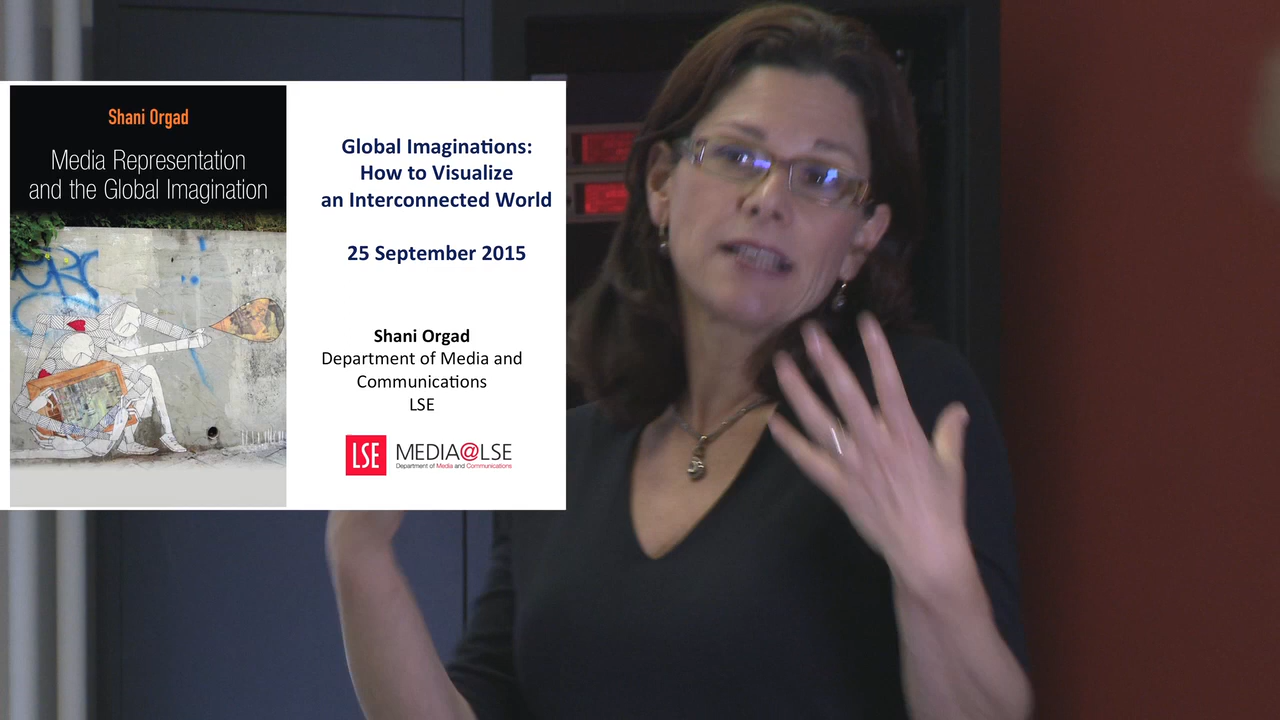 Shani Orgad
Media Representation
and the Global Imagination
Global Imaginations:
How to Visualize
an Interconnected World
25 September 2015
Shani Orgad
Department of Media and
Communications
LSE
LSE MEDIA@LSE
Department of Media and Communications